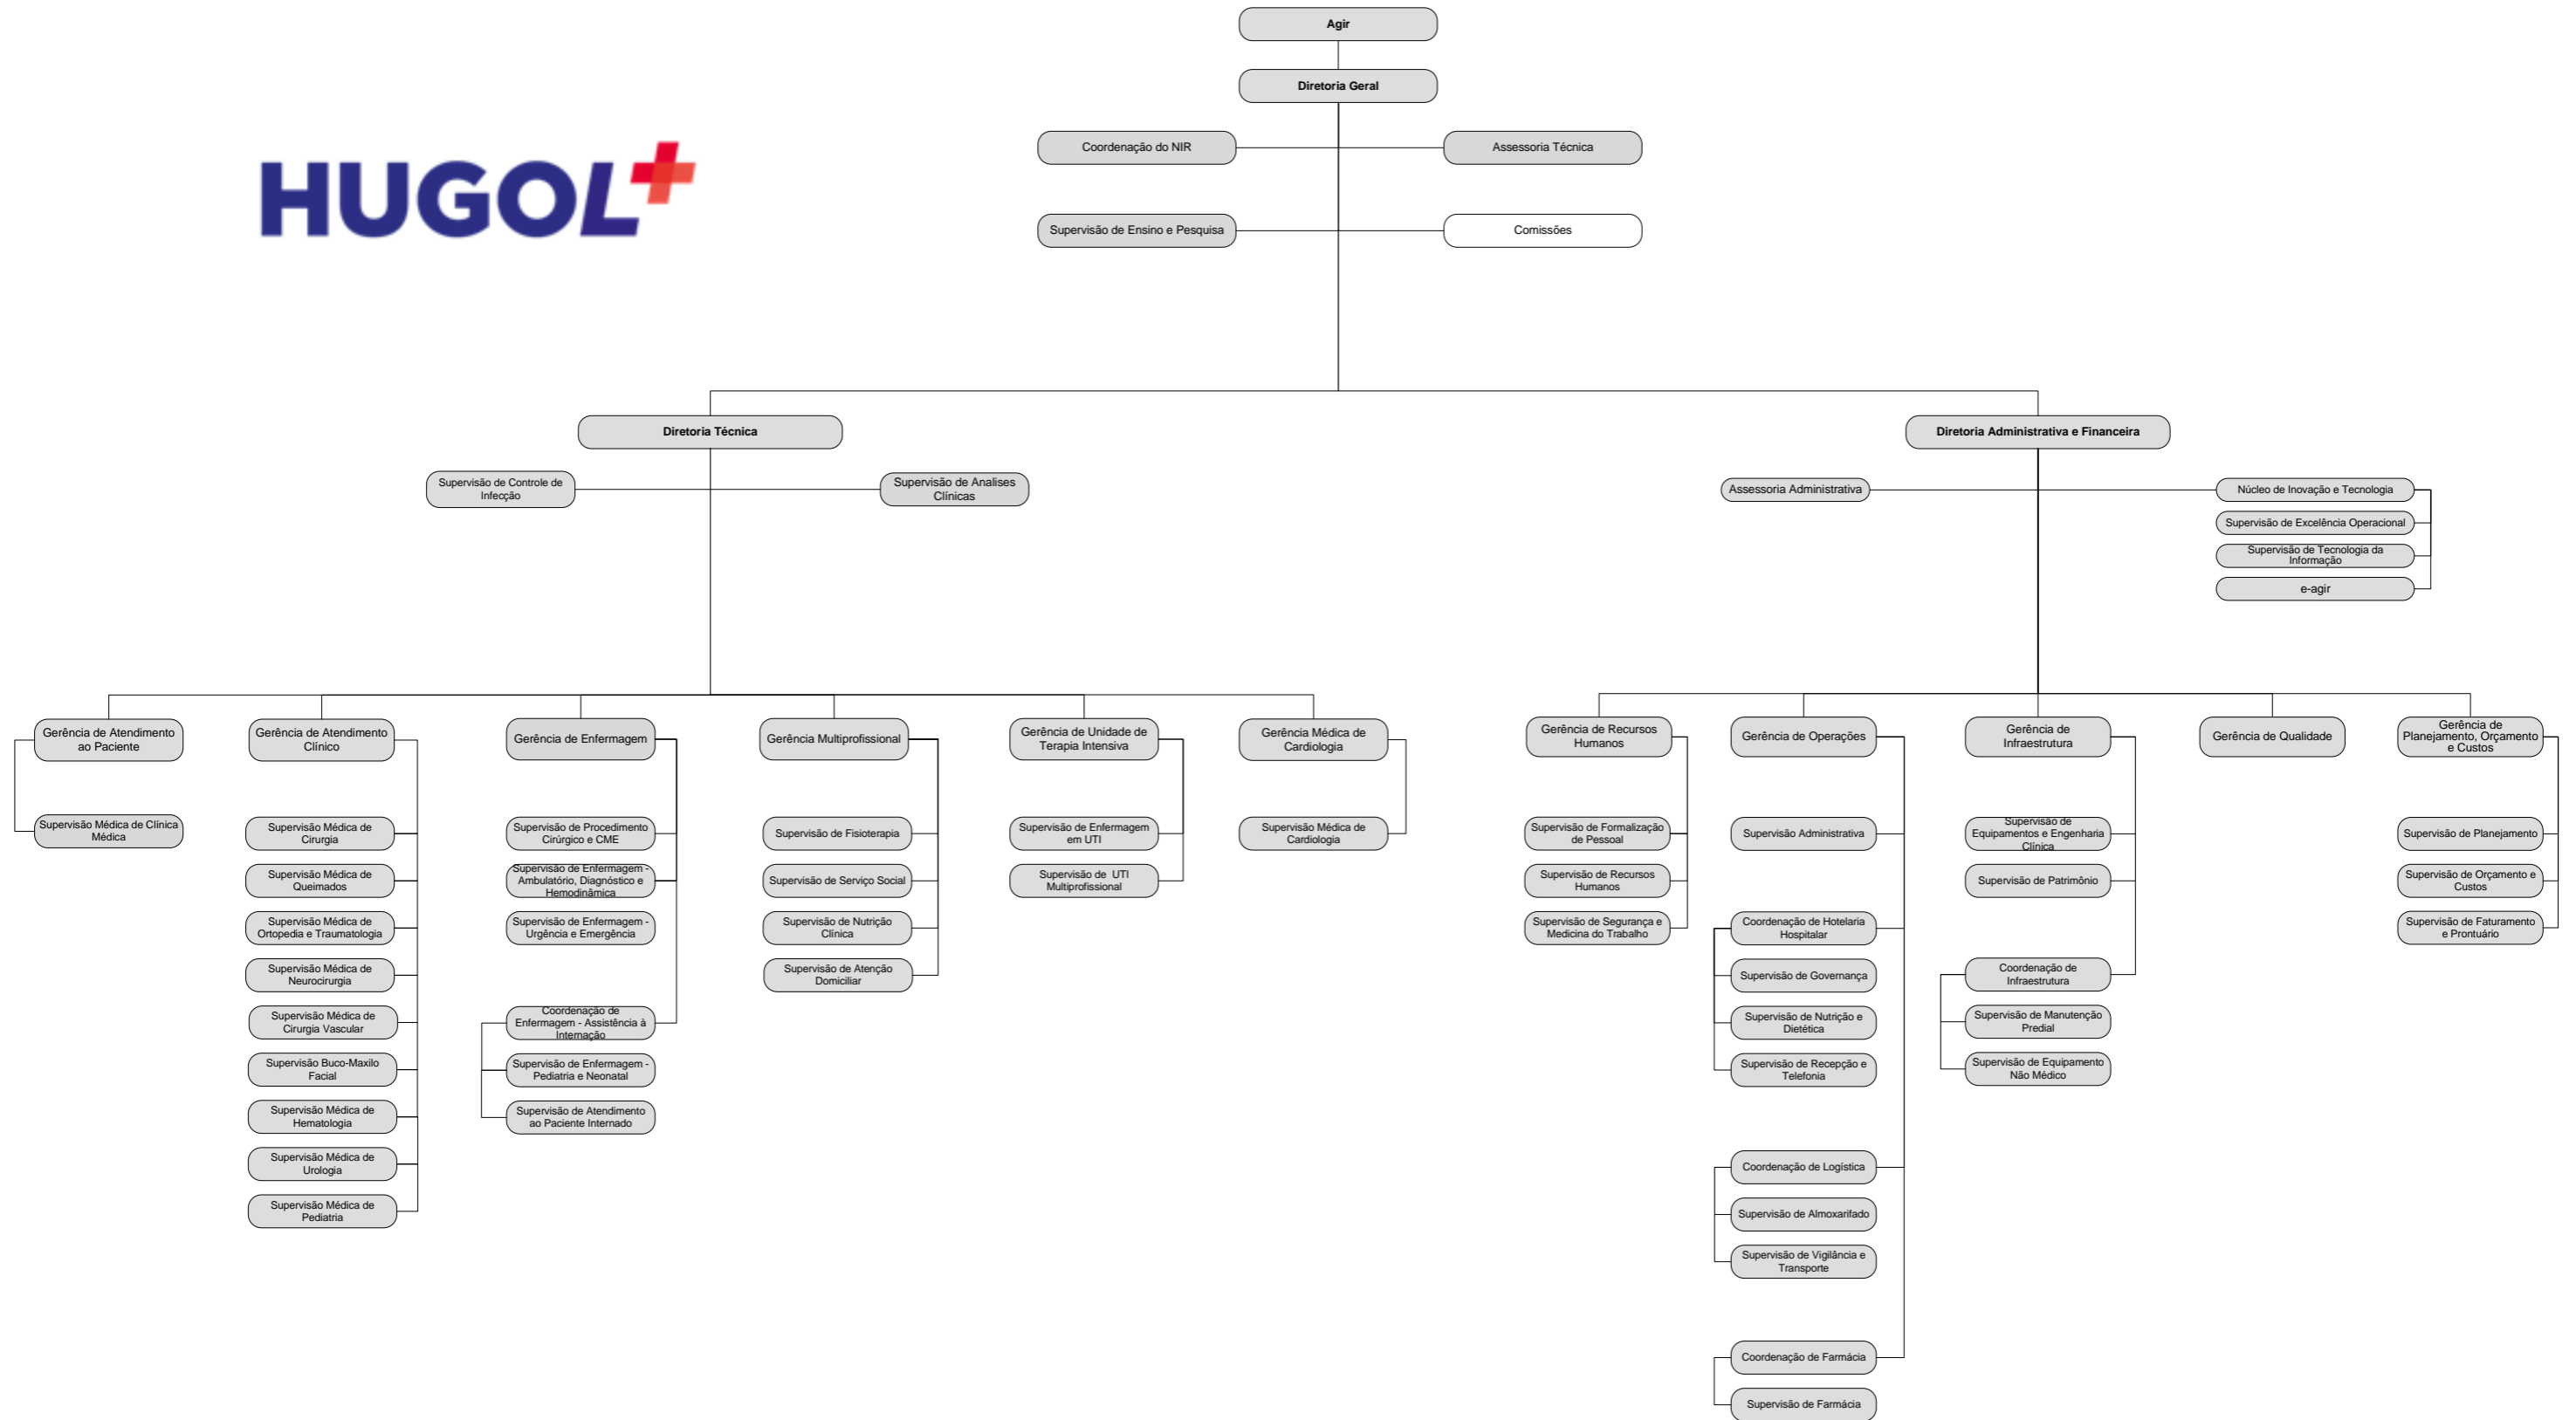 Agir
Diretoria Geral
Coordenação do NIR
Assessoria Técnica
HUGOL
Supervisão de Ensino e Pesquisa
Comissões
Diretoria Técnica
Diretoria Administrativa e Financeira
Supervisão de Controle de
Infecção
Supervisão de Analises
Clínicas
Assessoria Administrativa
Núcleo de Inovação e Tecnologia
Supervisão de Excelência Operacional
Supervisão de Tecnologia da
Informação
e-agir
Gerência de Atendimento
ao Paciente
Supervisão Médica de Clínica
Médica
Gerência de Atendimento
Clínico
Supervisão Médica de
Cirurgia
Supervisão Médica de
Queimados
Supervisão Médica de
Ortopedia e Traumatologia
Supervisão Médica de
Neurocirurgia
Supervisão Médica de
Cirurgia Vascular
Supervisão Buco-Maxilo
Facial
Supervisão Médica de
Hematologia
Supervisão Médica de
Urologia
Supervisão Médica de
Pediatria
Gerência de Enfermagem
Supervisão de Procedimento
Cirúrgico e CME
Supervisão de Enfermagem -
Ambulatório, Diagnóstico e
Hemodinâmica
Supervisão de Enfermagem -
Urgência e Emergência
Coordenação de
Enfermagem - Assistência à
Internação
Supervisão de Enfermagem -
Pediatria e Neonatal
Supervisão de Atendimento
ao Paciente Internado
Gerência Multiprofissional
Supervisão de Fisioterapia
Supervisão de Serviço Social
Supervisão de Nutrição
Clínica
Supervisão de Atenção
Domiciliar
Gerência de Unidade de
Terapia Intensiva
Supervisão de Enfermagem
em UTI
Supervisão de UTI
Multiprofissional
Gerência Médica de
Cardiologia
Supervisão Médica de
Cardiologia
Gerência de Recursos
Humanos
Supervisão de Formalização
de Pessoal
Supervisão de Recursos
Humanos
Supervisão de Segurança e
Medicina do Trabalho
Gerência de Operações
Supervisão Administrativa
Coordenação de Hotelaria
Hospitalar
Supervisão de Governança
Supervisão de Nutrição e
Dietética
Supervisão de Recepção e
Telefonia
Coordenação de Logística
Supervisão de Almoxarifado
Supervisão de Vigilância e
Transporte
Coordenação de Farmácia
Supervisão de Farmácia
Gerência de
Infraestrutura
Supervisão de
Equipamentos e Engenharia
Clínica
Supervisão de Patrimônio
Coordenação de
Infraestrutura
Supervisão de Manutenção
Predial
Supervisão de Equipamento
Não Médico
Gerência de Qualidade
Gerência de
Planejamento, Orçamento
e Custos
Supervisão de Planejamento
Supervisão de Orçamento e
Custos
Supervisão de Faturamento
e Prontuário